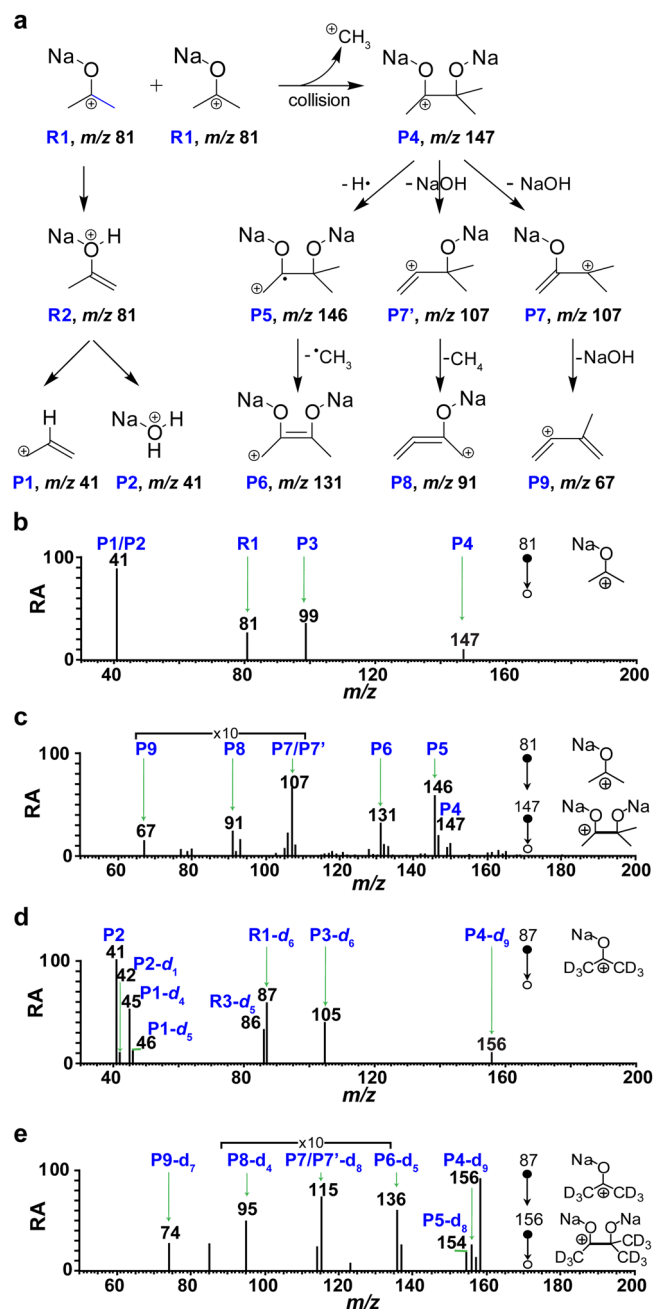 a
Na
O
⊕
R1, m/z 81
+
Na
O
⊕
R1, m/z 81
⊕CH3
collision
Na
O
O
Na
⊕
P4, m/z 147
- H•
- NaOH
- NaOH
Na
⊕
H
O
R2, m/z 81
Na
O
O
Na
⊕
•
P5, m/z 146
O
Na
⊕
P7’, m/z 107
Na
O
⊕
P7, m/z 107
-•CH3
-CH4
-NaOH
H
⊕
P1, m/z 41
Na
⊕
O
H
H
P2, m/z 41
Na
O
O
Na
⊕
P6, m/z 131
O
Na
⊕
P8, m/z 91
⊕
P9, m/z 67
b
P1/P2
R1
P3
P4
41
81
99
147
81
Na
O
⊕
100
0
RA
40
80
120
160
200
m/z
c
x10
P9
P8
P7/P7’
P6
P5
P4
67
91
107
131
146
147
81
147
Na
O
⊕
Na
Na
O
O
⊕
100
0
RA
60
80
100
120
140
160
180
200
m/z
d
P2
41
P2-d1
42
P1-d4
45
P1-d5
46
R3-d5
86
R1-d6
87
P3-d6
105
P4-d9
156
87
Na
O
D3C
⊕
CD3
100
0
RA
40
80
120
160
200
m/z
e
x10
P9-d7
P8-d4
P7/P7’-d8
P6-d5
P4-d9
P5-d8
74
95
115
136
154
156
87
156
Na
O
D3C
⊕
CD3
Na
Na
O
O
⊕
CD3
D3C
CD3
100
0
RA
60
80
100
120
140
160
180
200
m/z